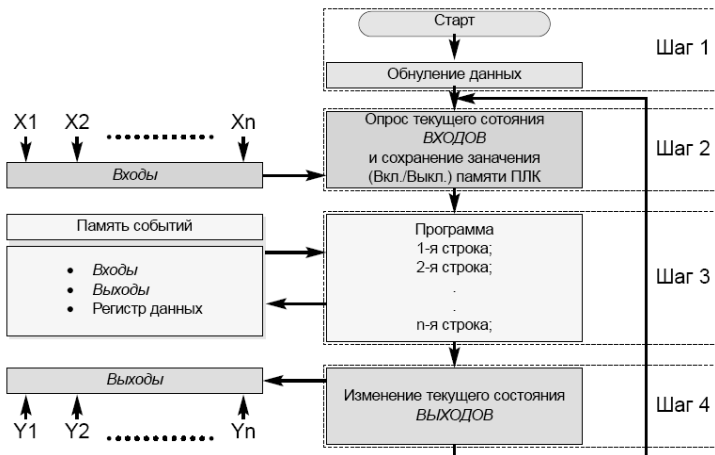 Старт
Шаг 1
Обнуление данных
X1 X2 Xn
Опрос текущего сотояния
ВХОДОВ
и сохранение заначения
(Вкл./Выкл.) памяти ПЛК
Шаг 2
Входы
Память событий
• Входы
• Выходы
• Регистр данных
Программа
1-я строка;
2-я строка;
.
.
n-я строка;
Шаг 3
Выходы
Y1 Y2 Yn
Изменение текущего состояния
ВЫХОДОВ
Шаг 4